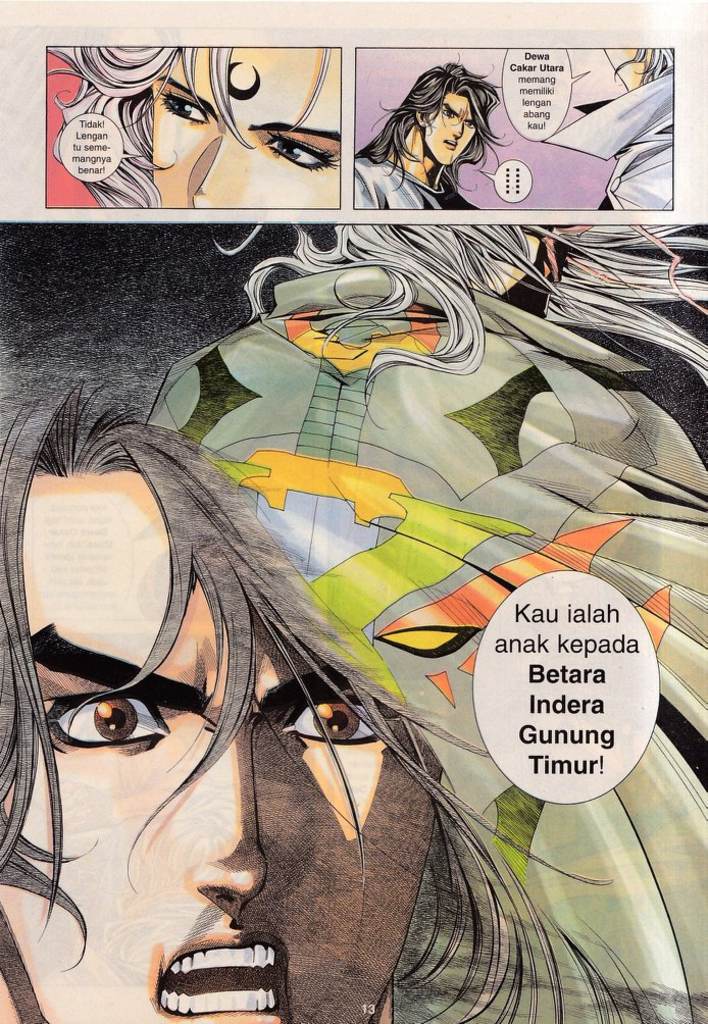 Tidak!
Lengan
tu seme-
mangnya
benar!
Dewa
Cakar Utara
memang
memiliki
lengan
abang
kau!
Kau ialah
anak kepada
Betara
Indera
Gunung
Timur!
13